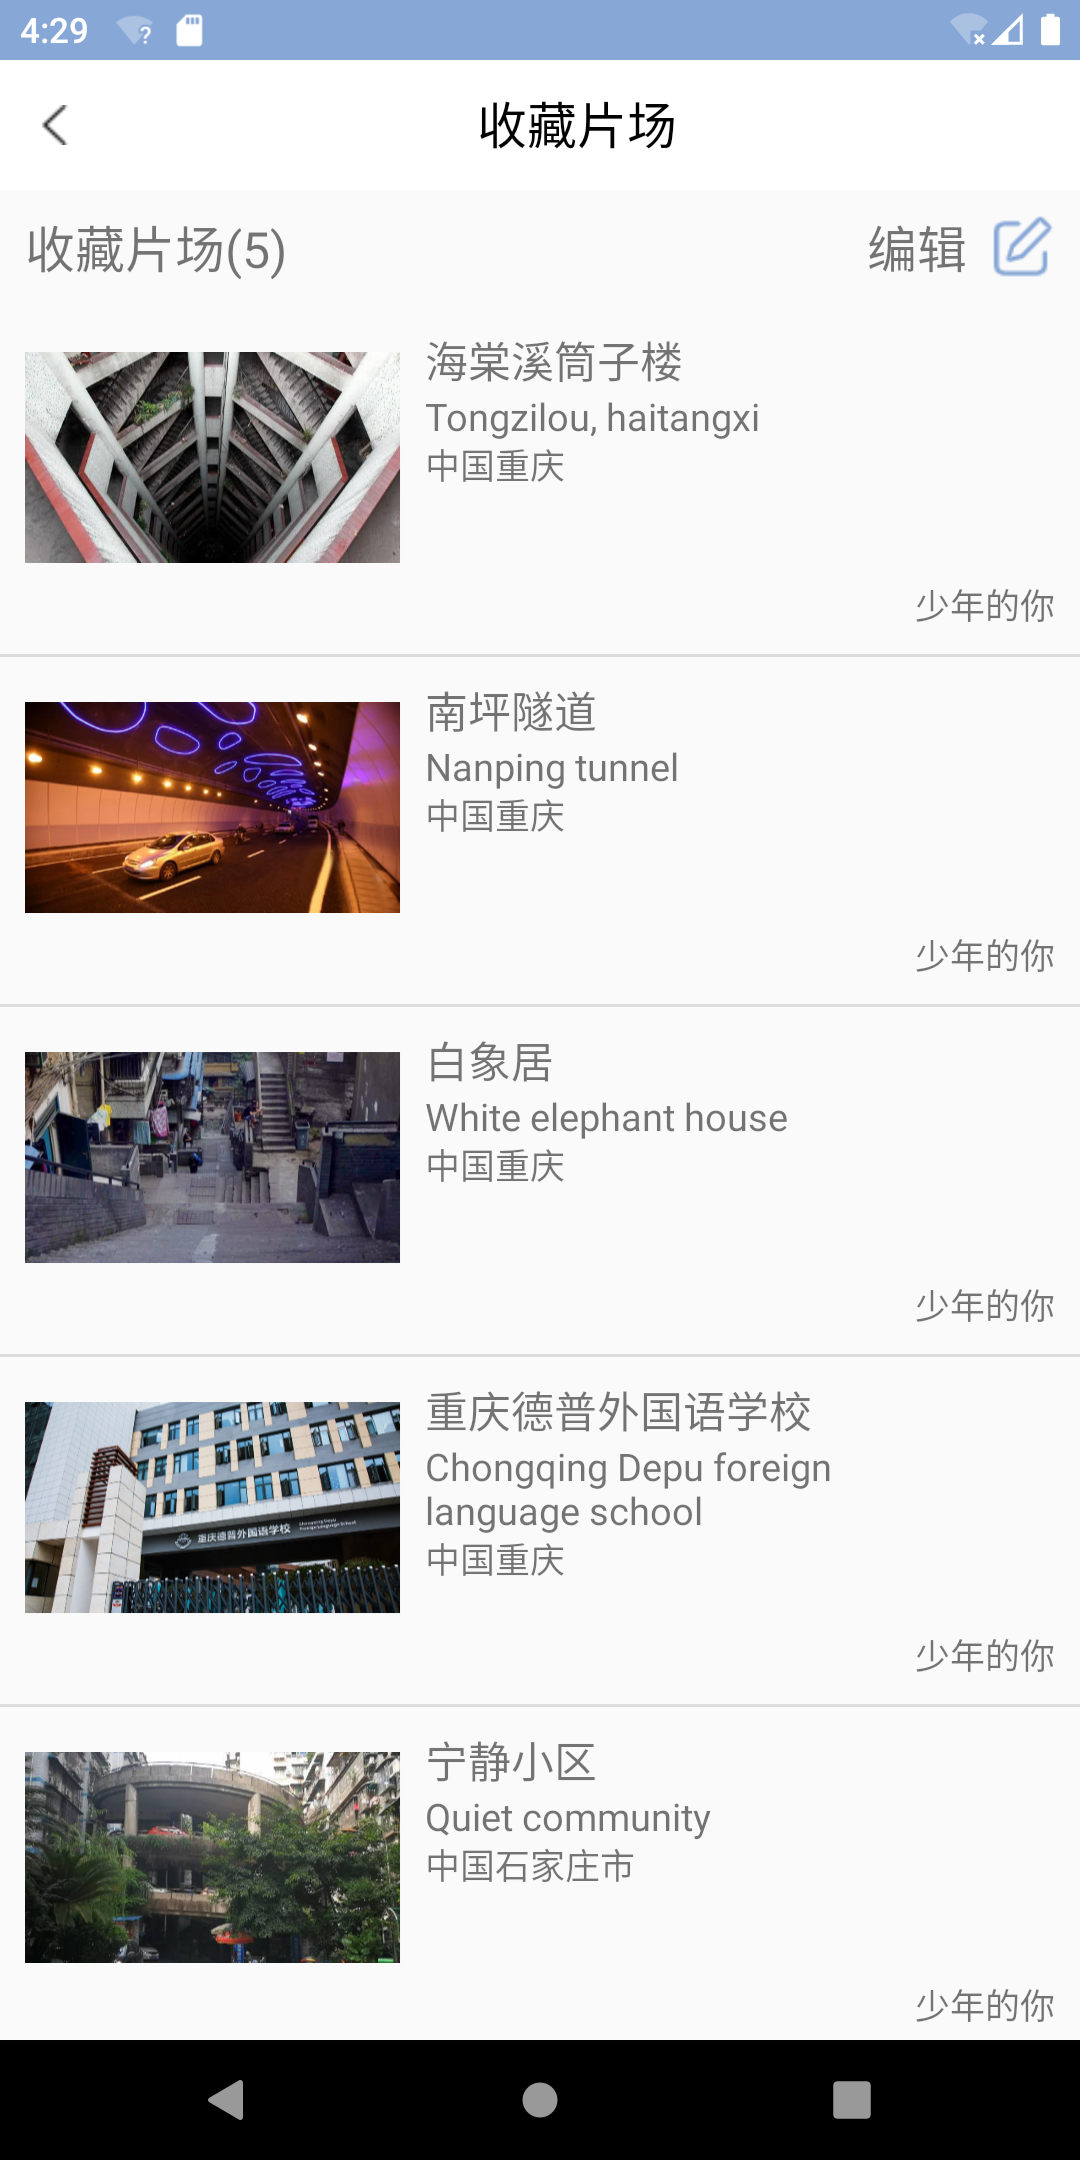 4:29
收藏片场
收藏片场(5)
编辑
海棠溪筒子楼
Tongzilou, haitangxi
中国重庆
少年的你
南坪隧道
Nanping tunnel
中国重庆
少年的你
白象居
White elephant house
中国重庆
少年的你
重庆德普外国语学校
Chongqing Depu foreign
language school
中国重庆
重庆德普外国语学校
Chongqing Depu
Foreign Language School
少年的你
宁静小区
Quiet community
中国石家庄市
少年的你